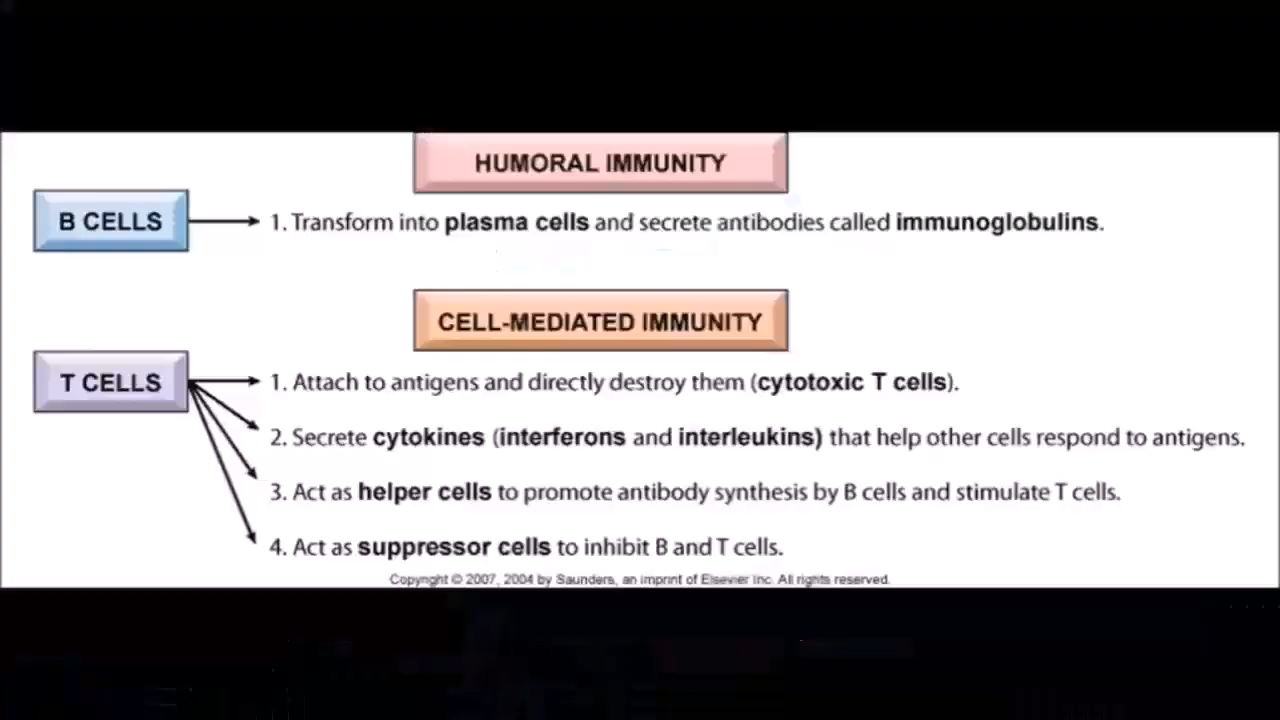 HUMORAL IMMUNITY
B CELLS
1. Transform into plasma cells and secrete antibodies called immunoglobulins.
CELL-MEDIATED IMMUNITY
T CELLS
1. Attach to antigens and directly destroy them (cytotoxic T cells).
2. Secrete cytokines (interferons and interleukins) that help other cells respond to antigens.
3. Act as helper cells to promote antibody synthesis by B cells and stimulate T cells.
4. Act as suppressor cells to inhibit B and T cells.
Copyright © 2007, 2004 by Saunders, an imprint of Elsevier Inc. All rights reserved.